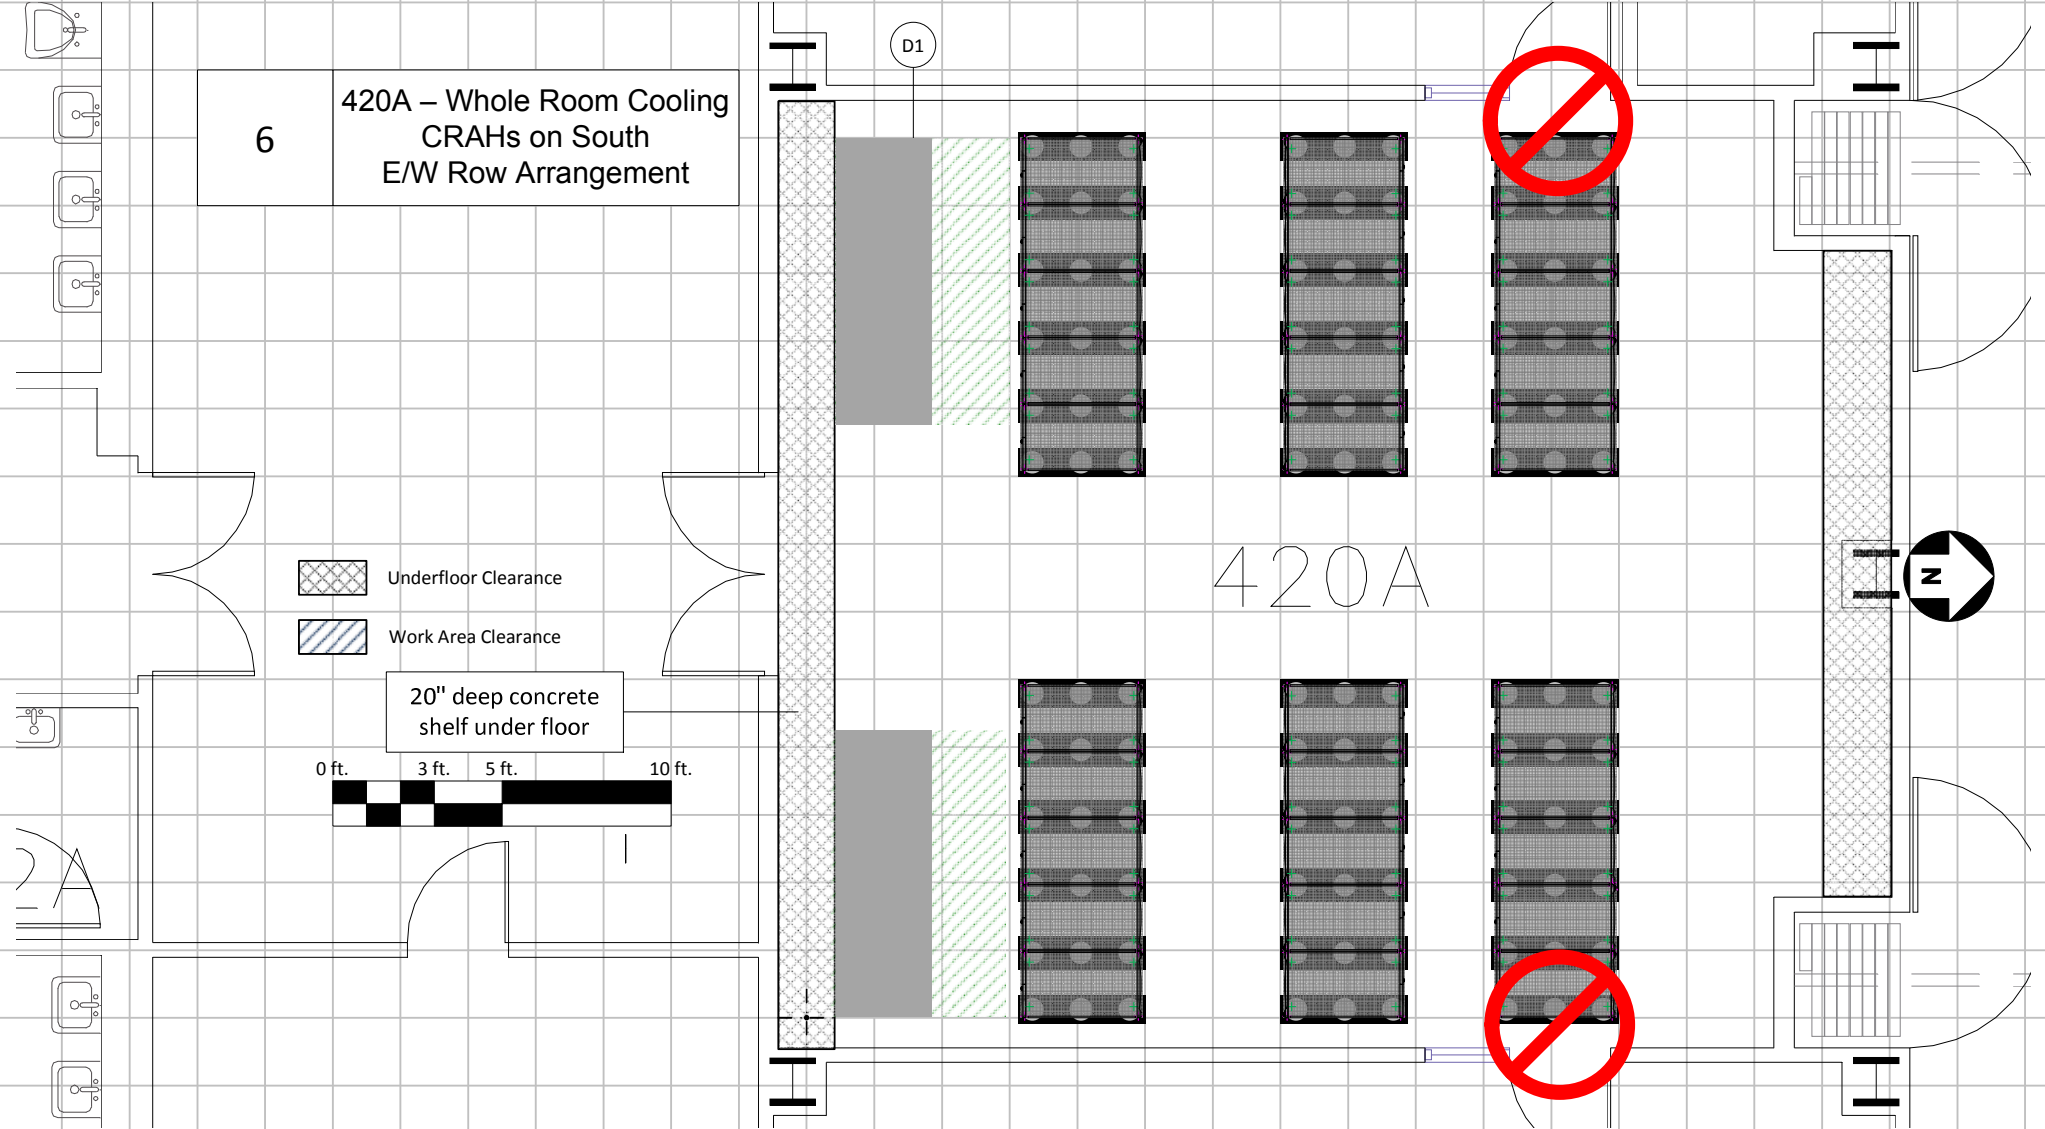 D1
6
420A – Whole Room Cooling
CRAHs on South
E/W Row Arrangement
420A
N
Underfloor Clearance
Work Area Clearance
20" deep concrete
shelf under floor
0 ft. 3 ft. 5 ft. 10 ft.